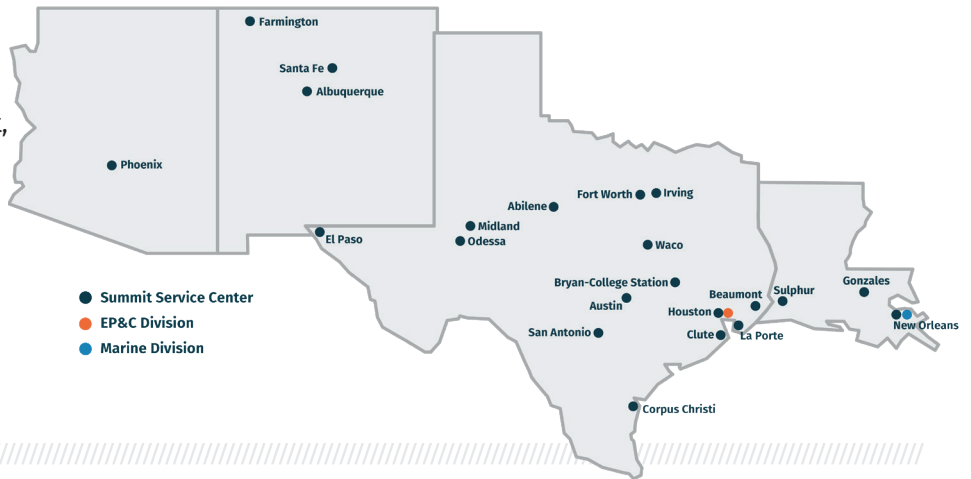 Farmington
Santa Fe
Albuquerque
Phoenix
Fort Worth
Irving
Abilene
Midland
El Paso
Odessa
Waco
Bryan-College Station
Summit Service Center
Austin
Beaumont
Sulphur
Gonzales
EP&C Division
Houston
New Orleans
San Antonio
Clute
La Porte
Marine Division
Corpus Christi